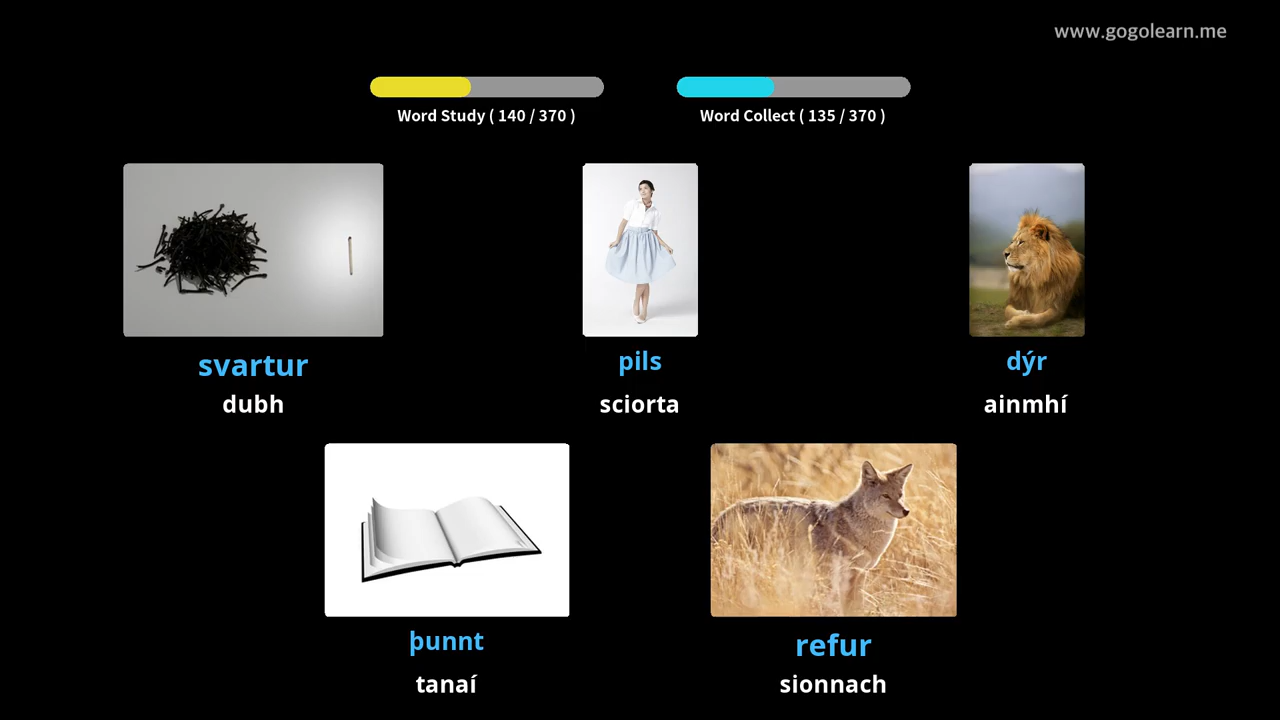 www.gogolearn.me
Word Study ( 140 / 370 )
Word Collect ( 135 / 370 )
svartur
dubh
pils
sciorta
dýr
ainmhí
þunnt
tanaí
refur
sionnach